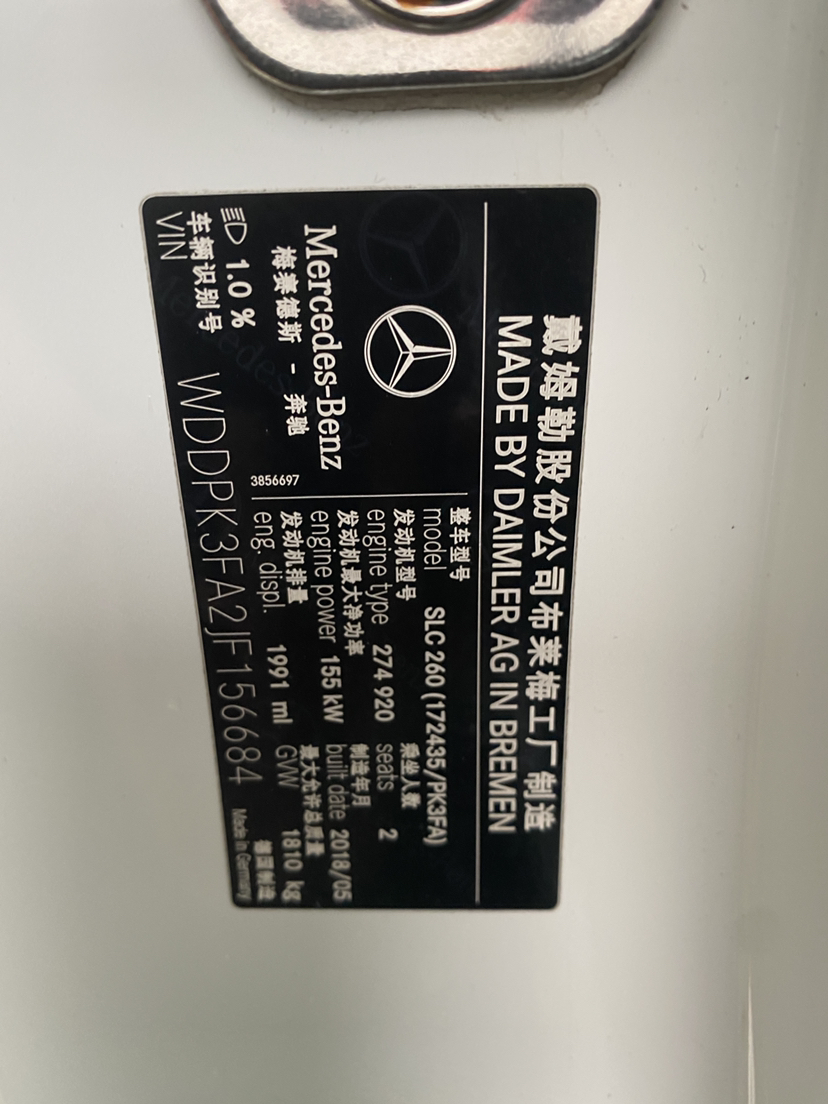 戴姆勒股份公司布莱梅工厂制造
MADE BY DAIMLER AG IN BREMEN
Mercedes-Benz
梅赛德斯 - 奔驰
1.0 %
3856697
整车型号
model SLC 260 (172435/PK3FA)
发动机型号 乘坐人数
engine type 274 920 seats 2
发动机最大净功率 制造年月
engine power 155 kW built date 2018/05
发动机排量 最大允许总质量
eng. displ. 1991 ml GVW 1810 kg
车辆识别号 德国制造
VIN WDDPK3FA2JF156684 Made in Germany